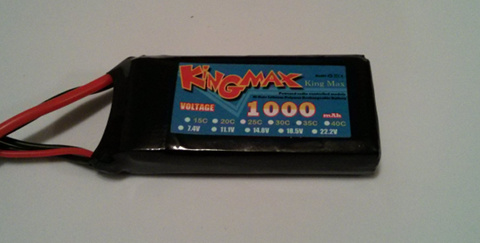 KINGMAX
King Max
VOLTAGE 1000 mAh
15C 20C 25C 30C 35C 40C
7.4V 11.1V 14.8V 18.5V 22.2V